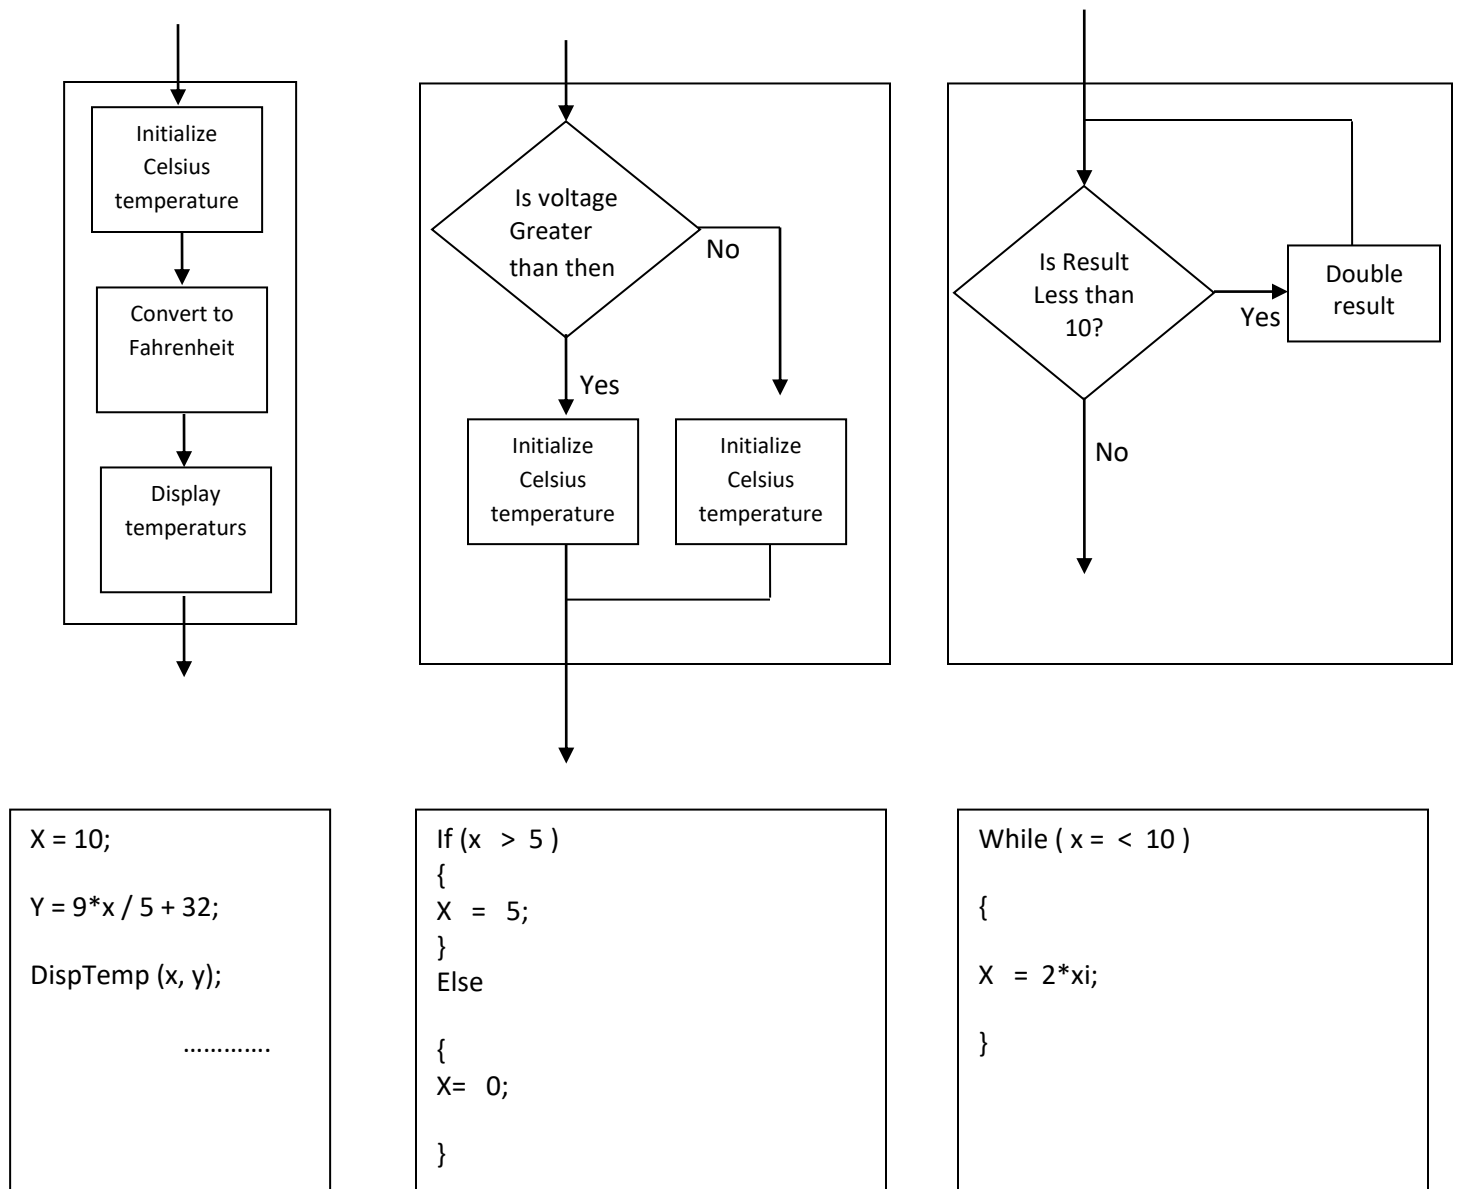 Initialize
Celsius
temperature
Convert to
Fahrenheit
Display
temperaturs
Is voltage
Greater
than then
No
Yes
Initialize
Celsius
temperature
Initialize
Celsius
temperature
Is Result
Less than
10?
Yes
Double
result
No
X = 10;
Y = 9*x / 5 + 32;
DispTemp (x, y);
.............
If (x > 5 )
{
X = 5;
}
Else
{
X= 0;
}
While ( x = < 10 )
{
X = 2*xi;
}